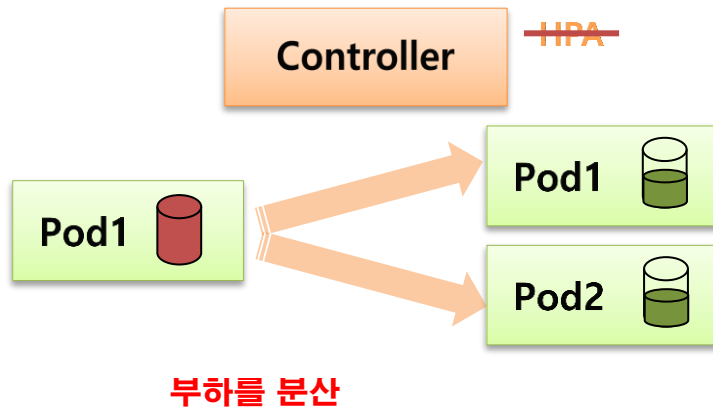 Controller
HPA
Pod1
Pod1
Pod2
부하를 분산